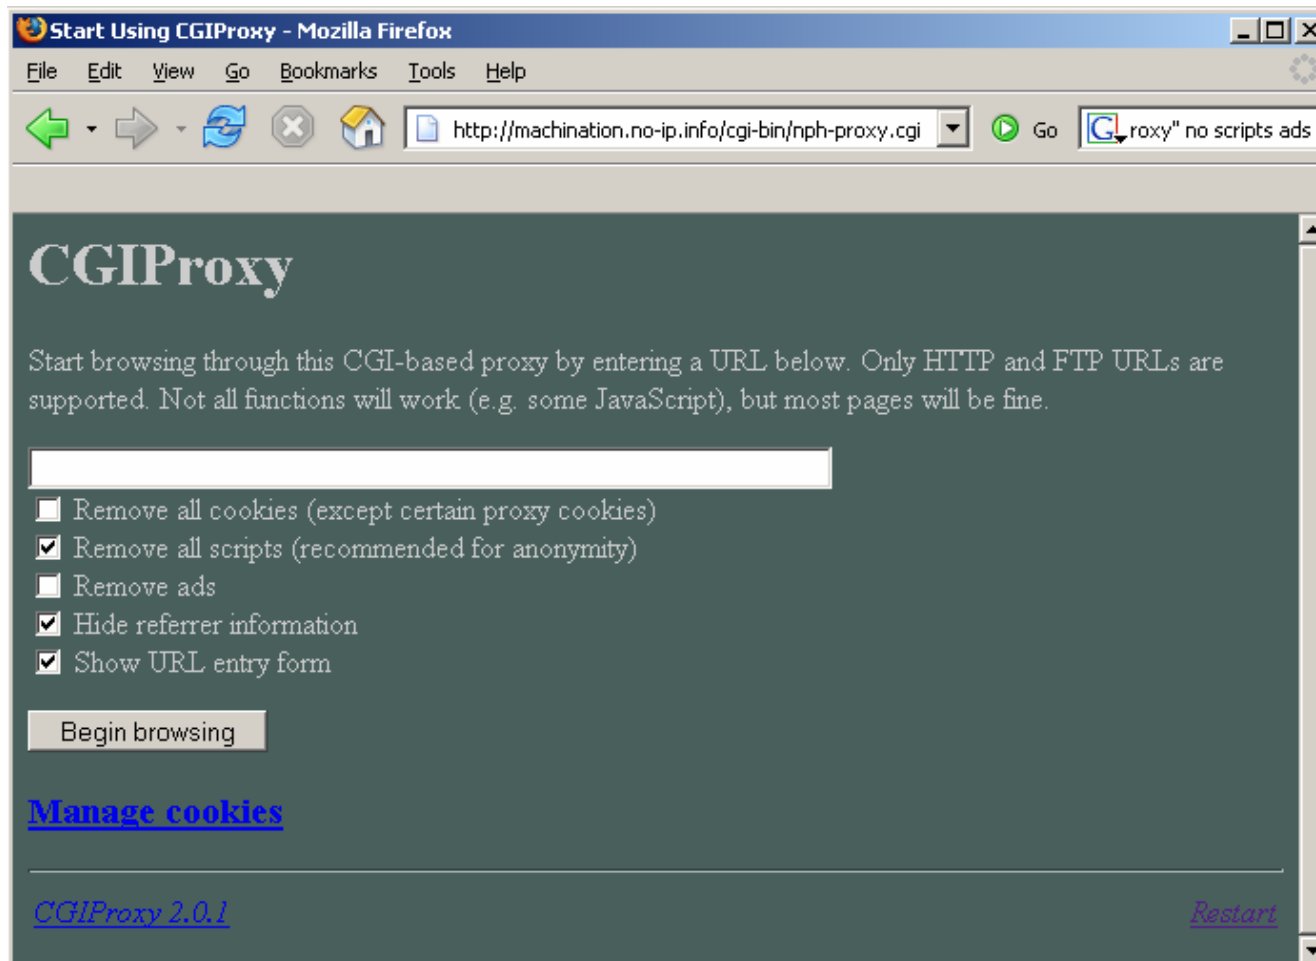 Start Using CGIProxy - Mozilla Firefox
File Edit View Go Bookmarks Tools Help
http://machination.no-ip.info/cgi-bin/nph-proxy.cgi Go G roxy" no scripts ads
CGIProxy
Start browsing through this CGI-based proxy by entering a URL below. Only HTTP and FTP URLs are
supported. Not all functions will work (e.g. some JavaScript), but most pages will be fine.
Remove all cookies (except certain proxy cookies)
Remove all scripts (recommended for anonymity)
Remove ads
Hide referrer information
Show URL entry form
Begin browsing
Manage cookies
CGIProxy 2.0.1 Restart